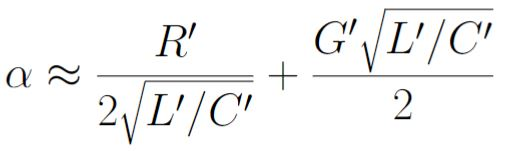 α ≈ R′ / (2√(L′/C′)) + G′√(L′/C′) / 2